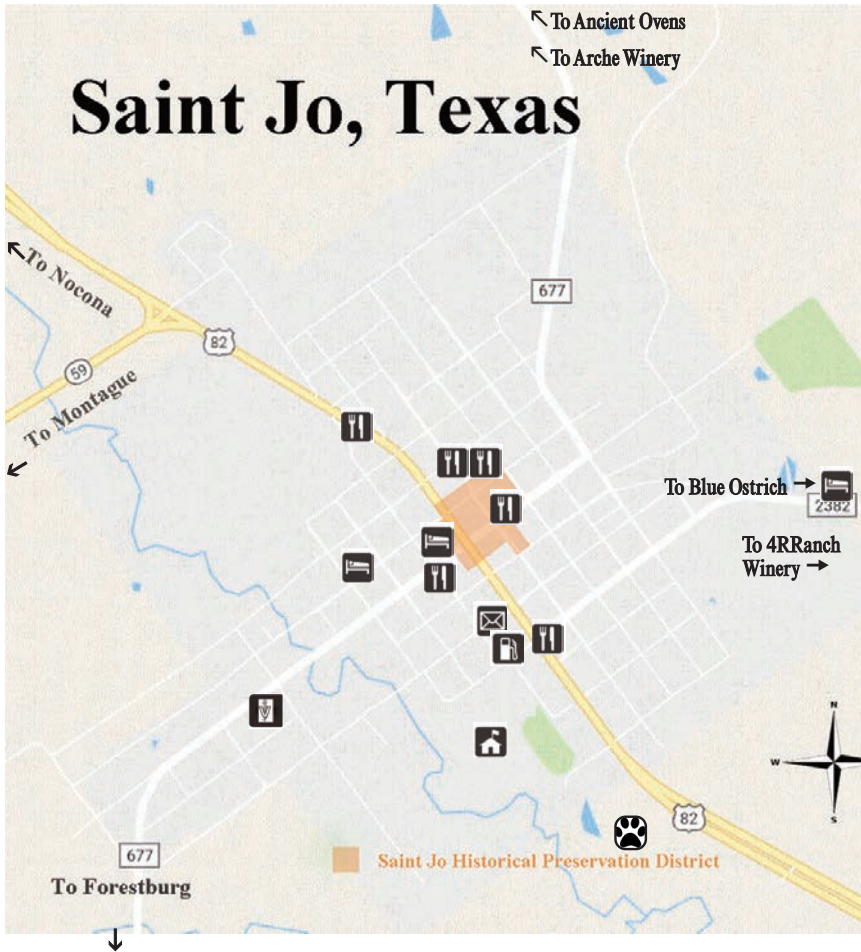 To Ancient Ovens
To Arche Winery
Saint Jo, Texas
To Nocona
677
82
59
To Montague
To Blue Ostrich
2382
To 4RRanch
Winery
N
W
S
82
677
Saint Jo Historical Preservation District
To Forestburg